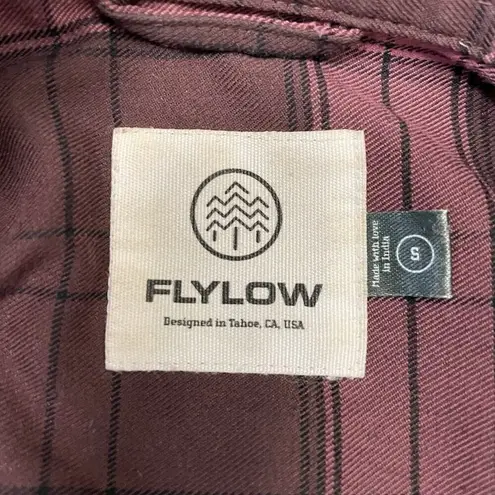 FLYLOW
Designed in Tahoe, CA, USA
Made with love
in India
S